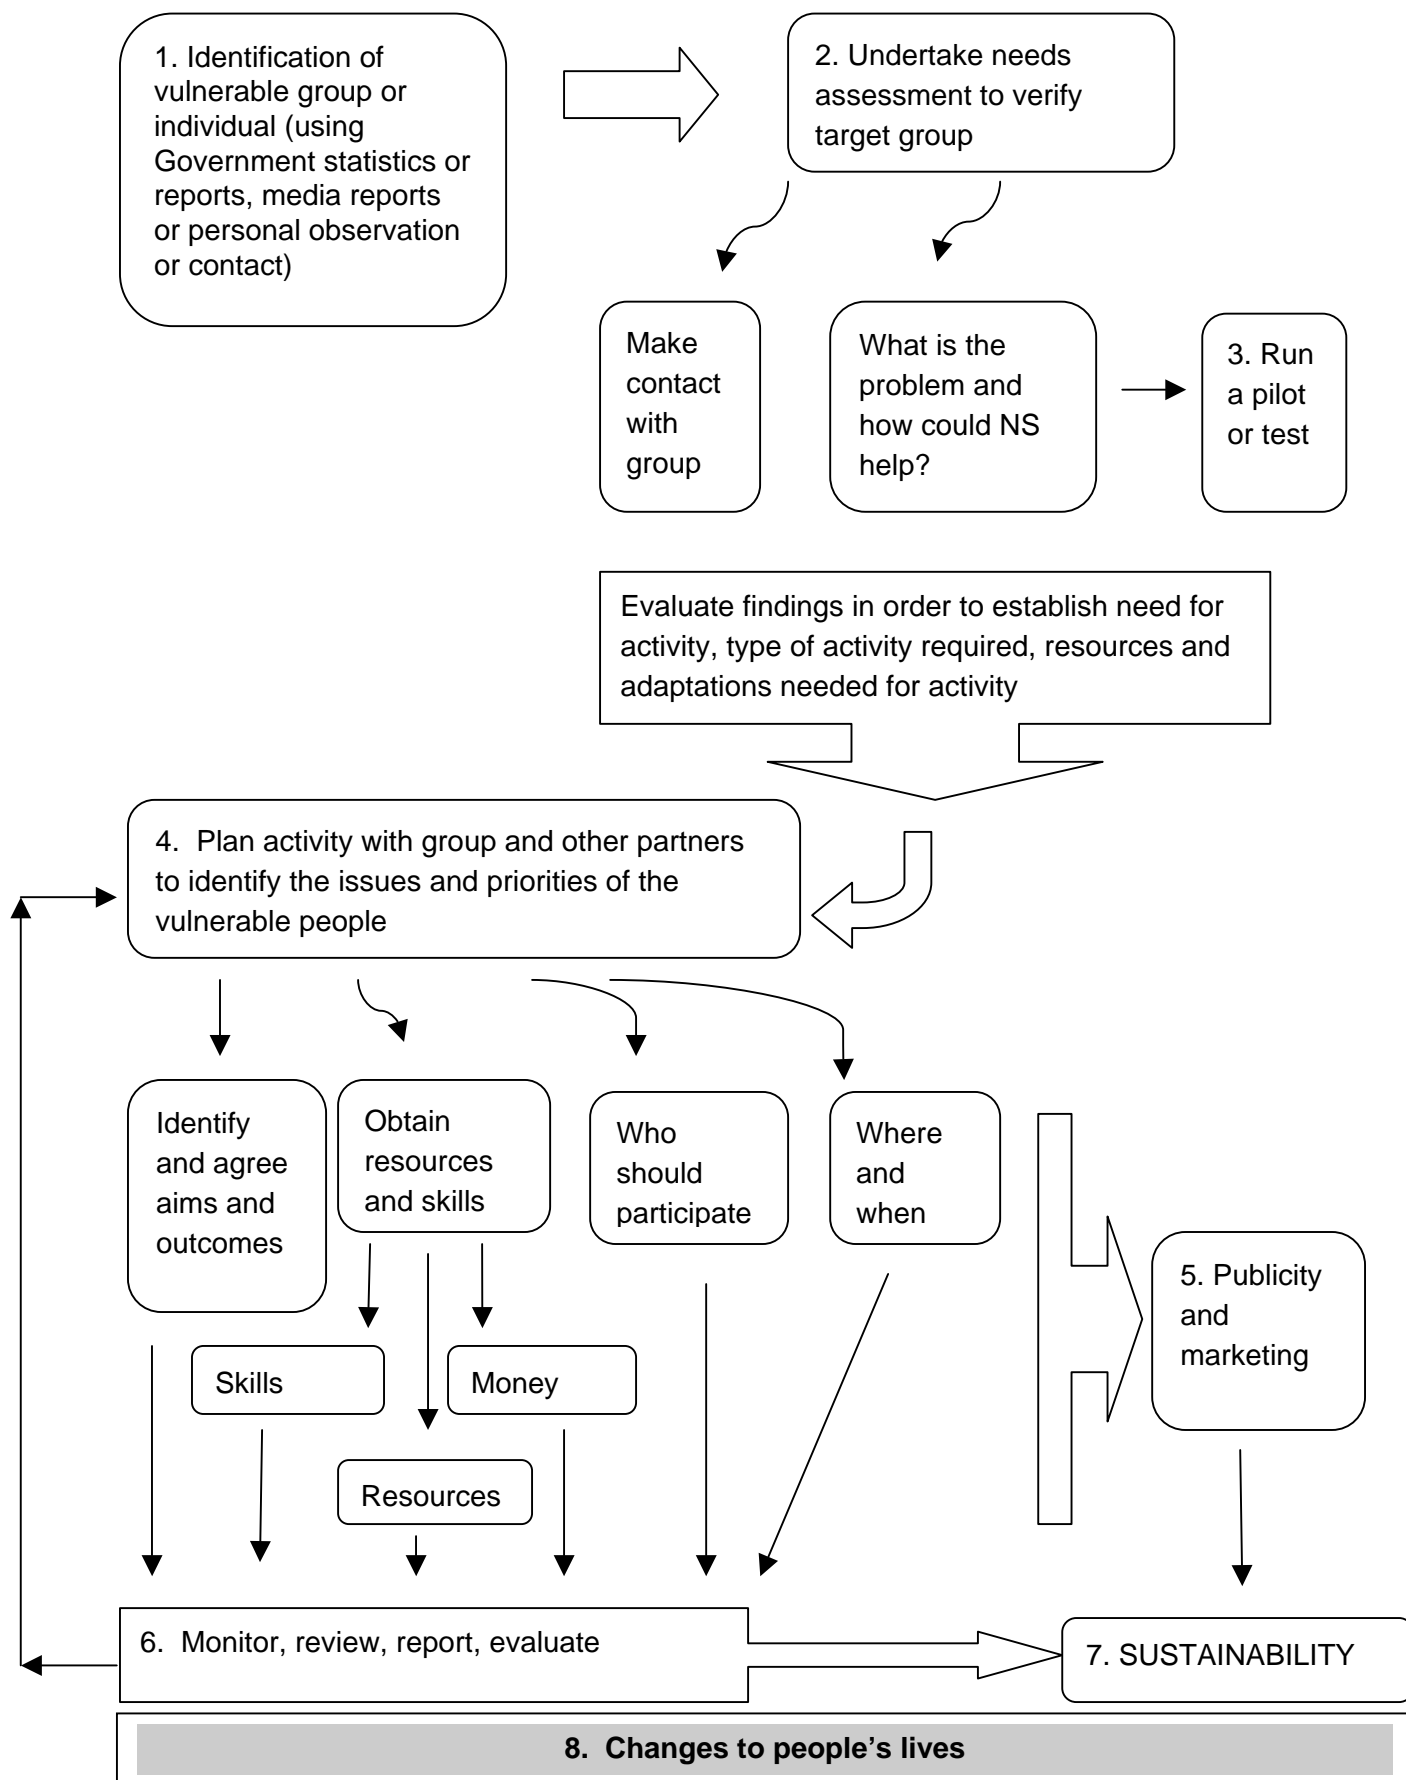 1. Identification of
vulnerable group or
individual (using
Government statistics or
reports, media reports
or personal observation
or contact)
2. Undertake needs
assessment to verify
target group
Make
contact
with
group
What is the
problem and
how could NS
help?
3. Run
a pilot
or test
Evaluate findings in order to establish need for
activity, type of activity required, resources and
adaptations needed for activity
4. Plan activity with group and other partners
to identify the issues and priorities of the
vulnerable people
Identify
and agree
aims and
outcomes
Obtain
resources
and skills
Who
should
participate
Where
and
when
5. Publicity
and
marketing
Skills
Money
Resources
6. Monitor, review, report, evaluate
7. SUSTAINABILITY
8. Changes to people's lives